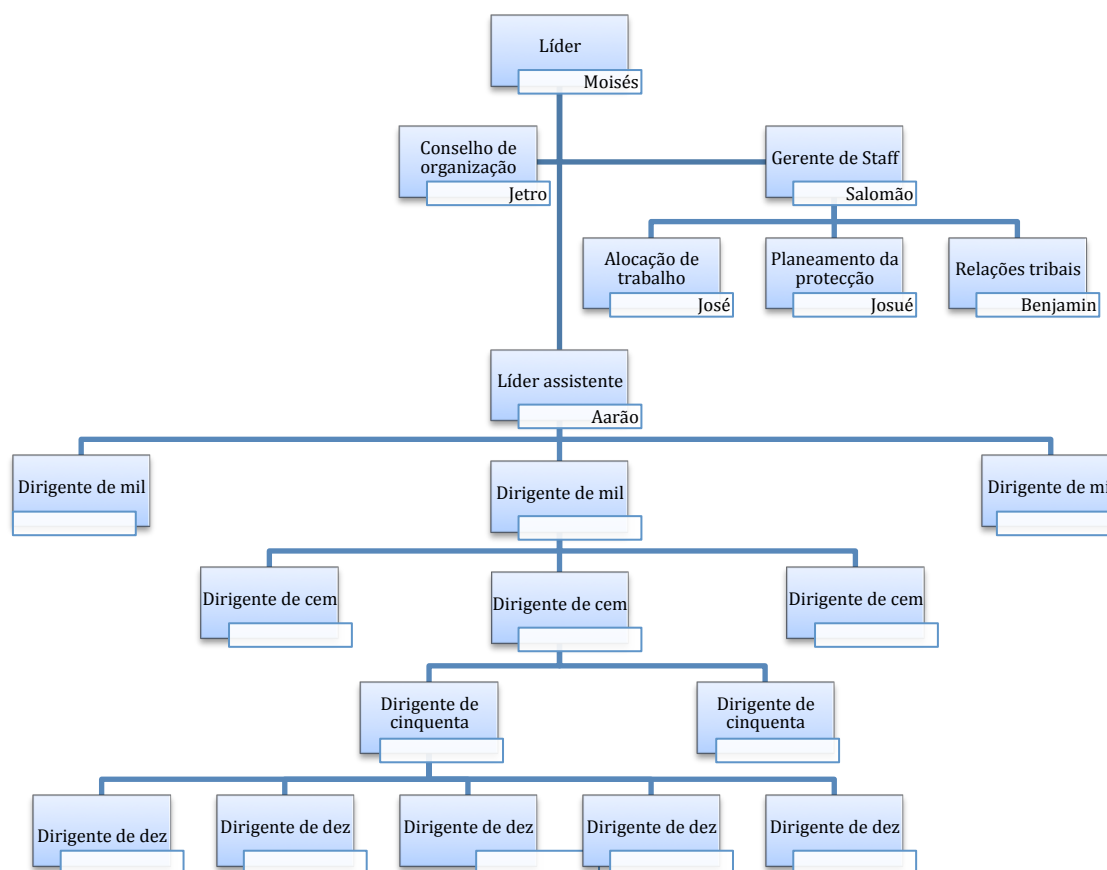 Líder
Moisés
Conselho de
organização
Jetro
Gerente de Staff
Salomão
Alocação de
trabalho
José
Planeamento da
protecção
Josué
Relações tribais
Benjamin
Líder assistente
Aarão
Dirigente de mil
Dirigente de mil
Dirigente de mi
Dirigente de cem
Dirigente de cem
Dirigente de cem
Dirigente de
cinquenta
Dirigente de
cinquenta
Dirigente de dez
Dirigente de dez
Dirigente de dez
Dirigente de dez
Dirigente de dez